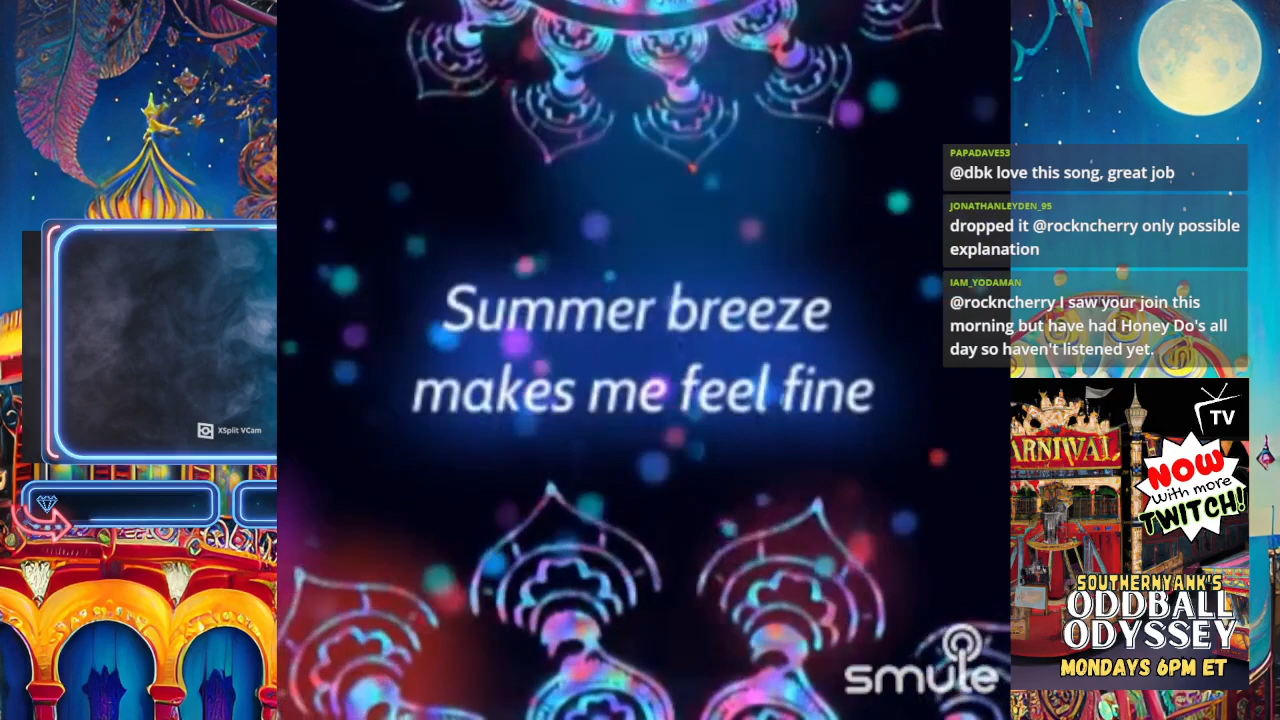 Summer breeze
makes me feel fine
smule
XSplit VCam
PAPADAVE53
@dbk love this song, great job
JONATHANLEYDEN_95
dropped it @rockncherry only possible
explanation
IAM_YODAMAN
@rockncherry I saw your join this
morning but have had Honey Do's all
day so haven't listened yet.
TV
ARNIVAL
NOW
with more
TWITCH!
SOUTHERNYANK'S
ODDBALL
ODYSSEY
MONDAYS 6PM ET